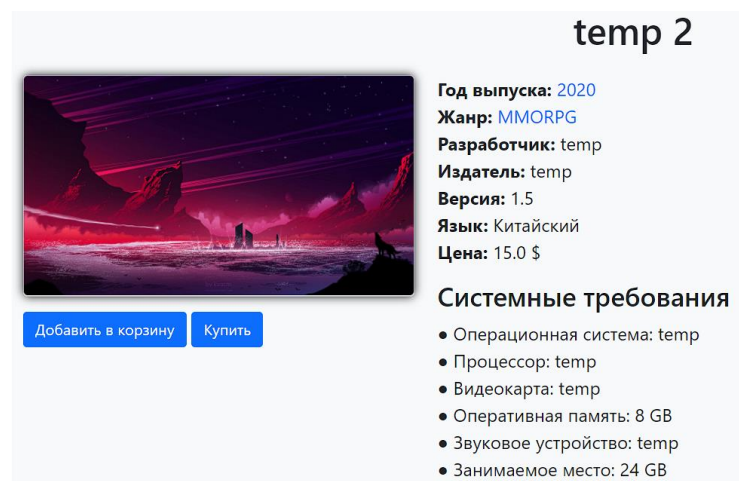 temp 2
Год выпуска: 2020
Жанр: MMORPG
Разработчик: temp
Издатель: temp
Версия: 1.5
Язык: Китайский
Цена: 15.0 $
Добавить в корзину
Купить
Системные требования
● Операционная система: temp
● Процессор: temp
● Видеокарта: temp
● Оперативная память: 8 GB
● Звуковое устройство: temp
● Занимаемое место: 24 GB